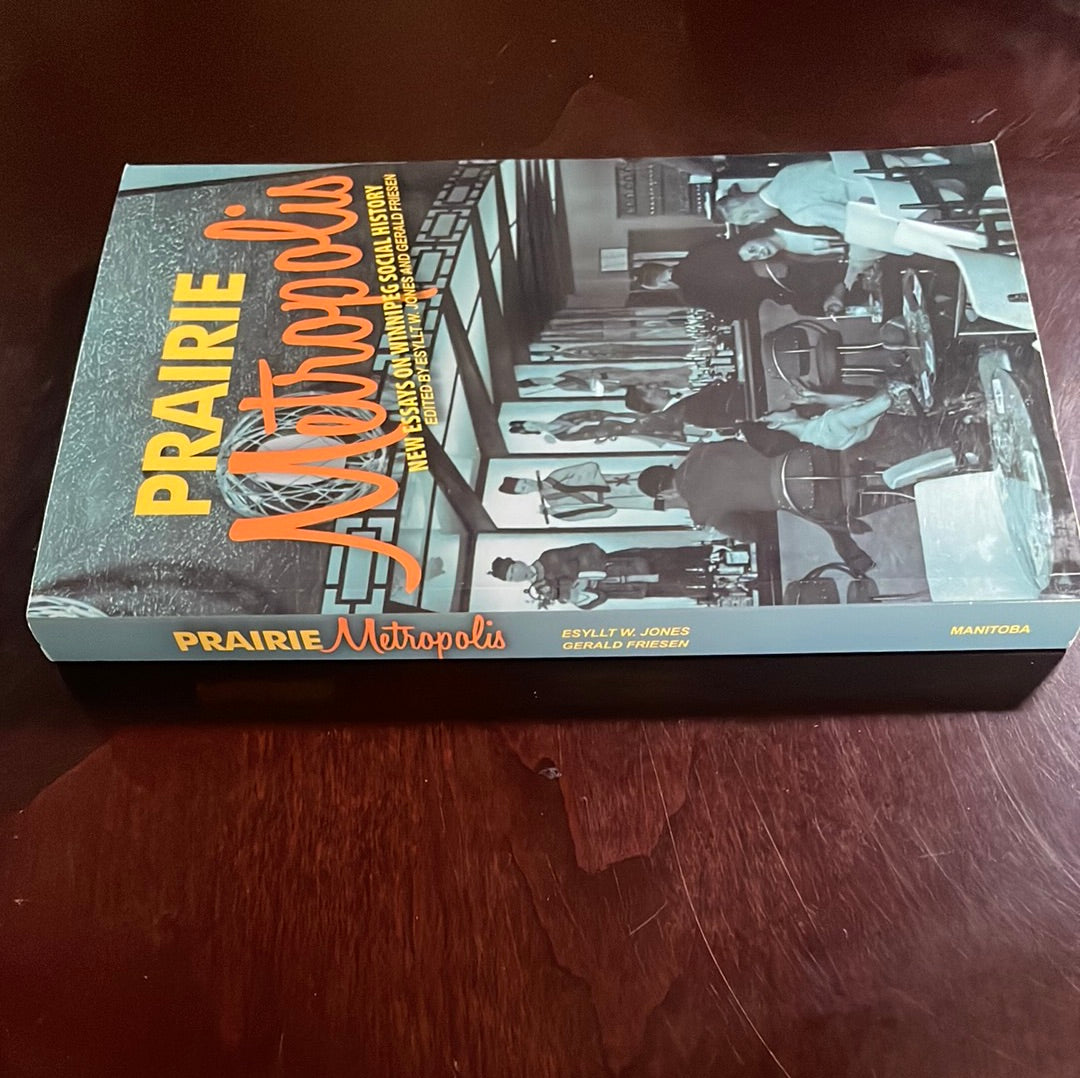 PRAIRIE
Metropolis
NEW ESSAYS ON WINNIPEG SOCIAL HISTORY
EDITED BY ESYLLT W. JONES AND GERALD FRIESEN
PRAIRIE Metropolis
ESYLLT W. JONES
GERALD FRIESEN
MANITOBA